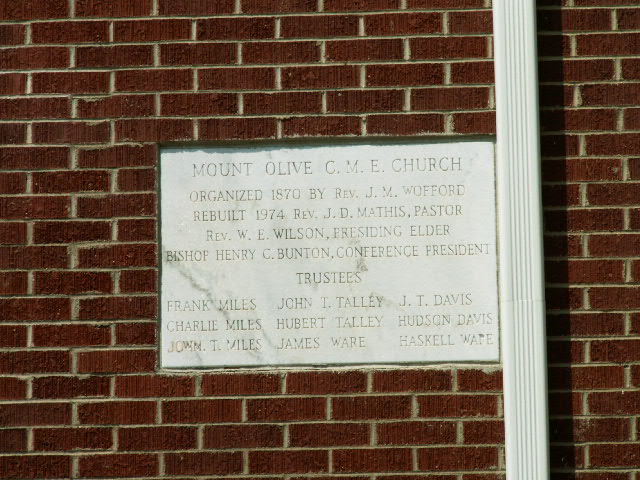 MOUNT OLIVE C. M. E. CHURCH
ORGANIZED 1870 BY REV. J. M. WOFFORD
REBUILT 1974 REV. J. D. MATHIS, PASTOR
REV. W. E. WILSON, PRESIDING ELDER
BISHOP HENRY C. BUNTON, CONFERENCE PRESIDENT
TRUSTEES
FRANK MILES JOHN T. TALLEY J. T. DAVIS
CHARLIE MILES HUBERT TALLEY HUDSON DAVIS
JOHN. T. MILES JAMES WARE HASKELL WARE